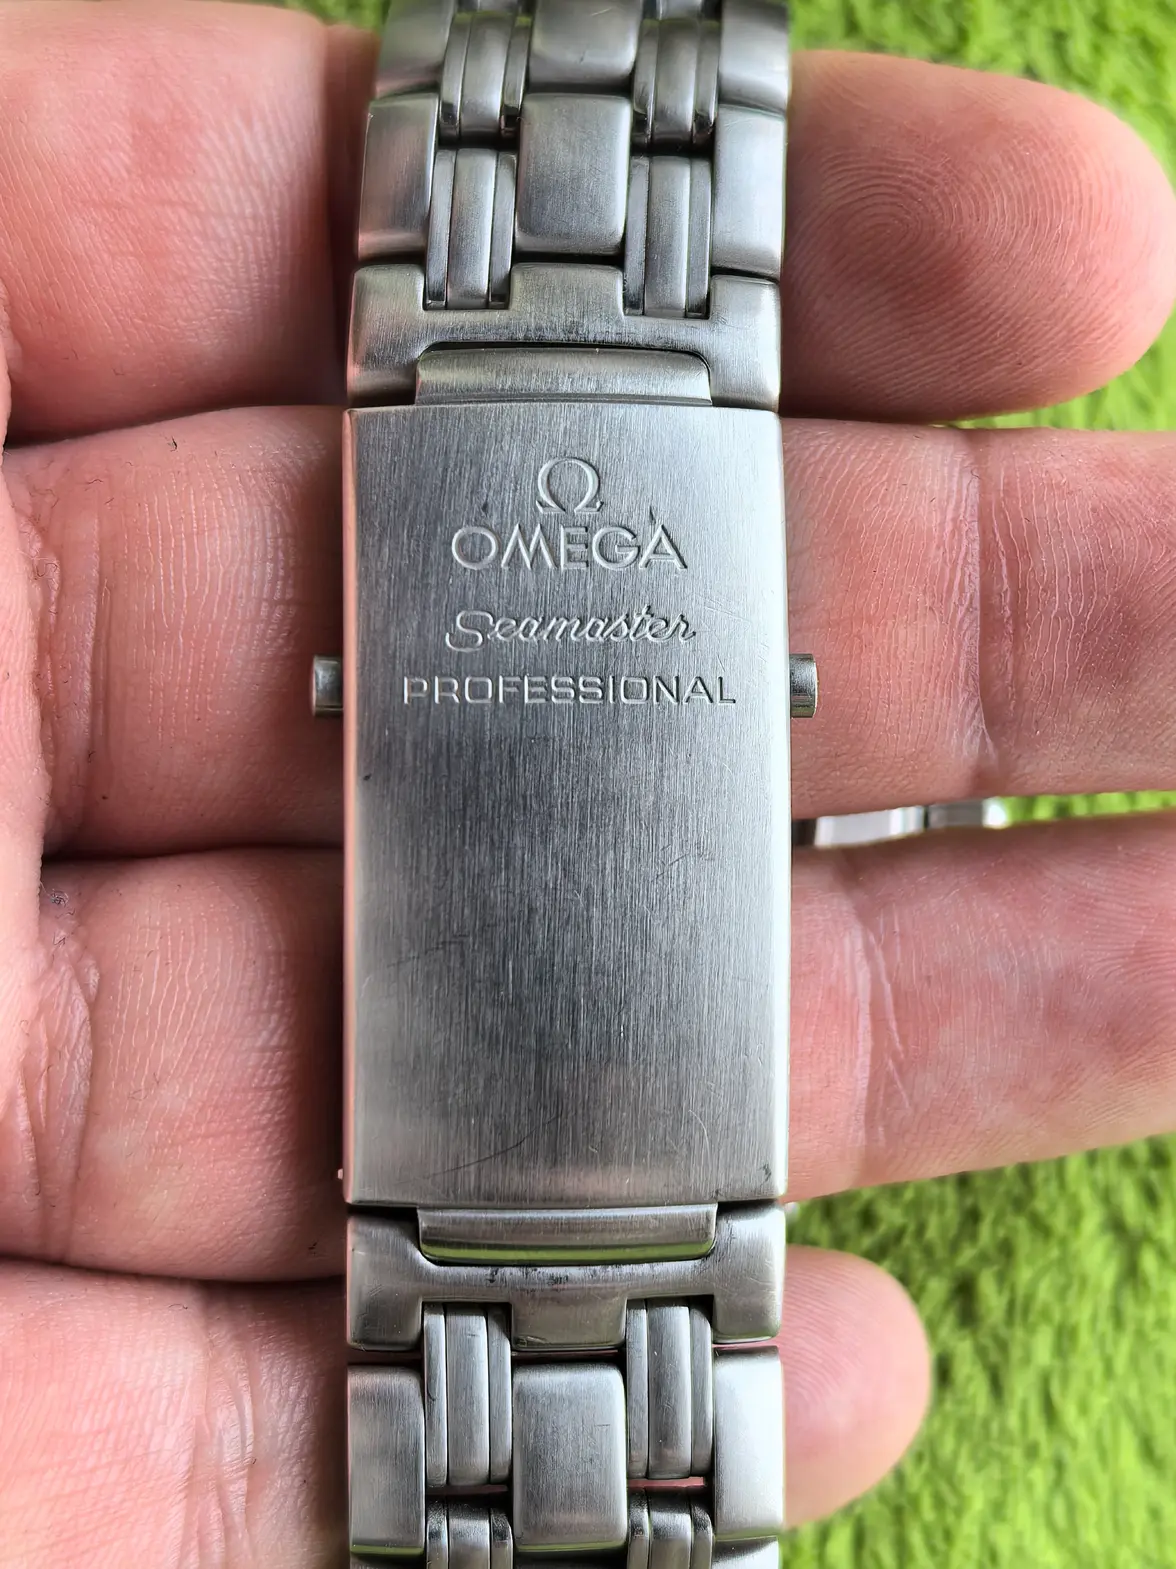 Ω
OMEGA
Seamaster
PROFESSIONAL